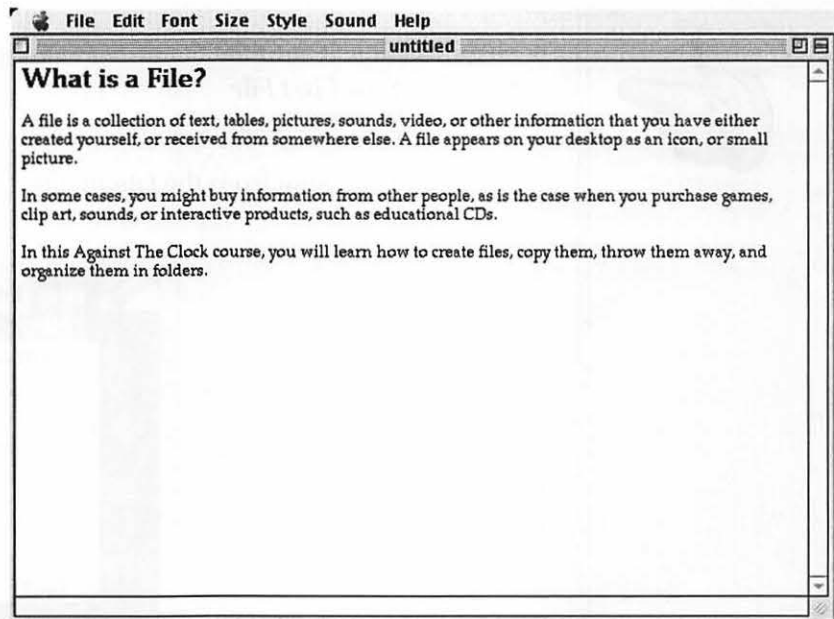 File Edit Font Size Style Sound Help
untitled
What is a File?
A file is a collection of text, tables, pictures, sounds, video, or other information that you have either
created yourself, or received from somewhere else. A file appears on your desktop as an icon, or small
picture.
In some cases, you might buy information from other people, as is the case when you purchase games,
clip art, sounds, or interactive products, such as educational CDs.
In this Against The Clock course, you will learn how to create files, copy them, throw them away, and
organize them in folders.